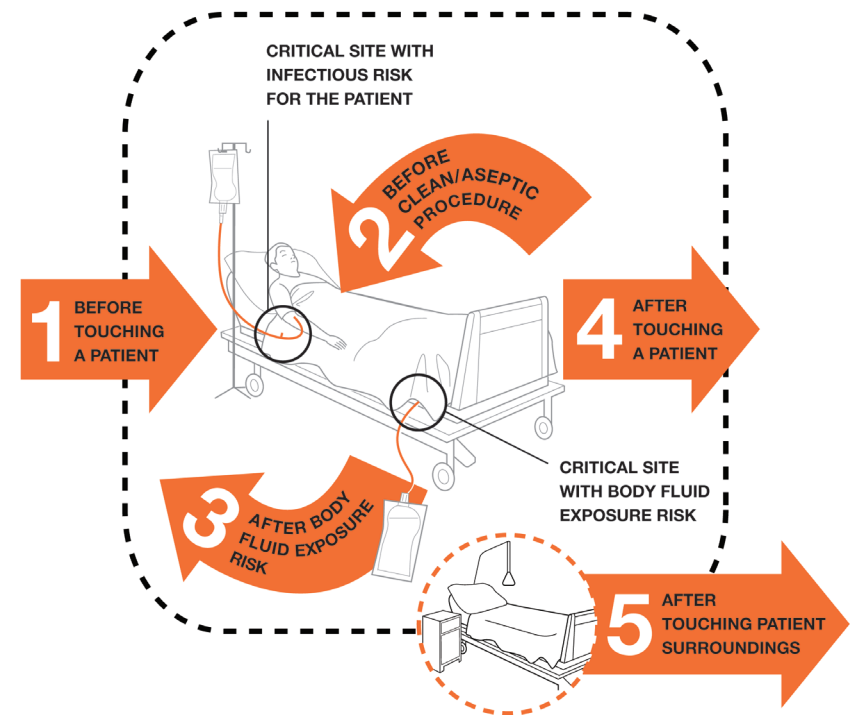 CRITICAL SITE WITH
INFECTIOUS RISK
FOR THE PATIENT
2
BEFORE
CLEAN/ASEPTIC
PROCEDURE
1
BEFORE
TOUCHING
A PATIENT
4
AFTER
TOUCHING
A PATIENT
3
AFTER BODY
FLUID EXPOSURE
RISK
CRITICAL SITE
WITH BODY FLUID
EXPOSURE RISK
5
AFTER
TOUCHING PATIENT
SURROUNDINGS